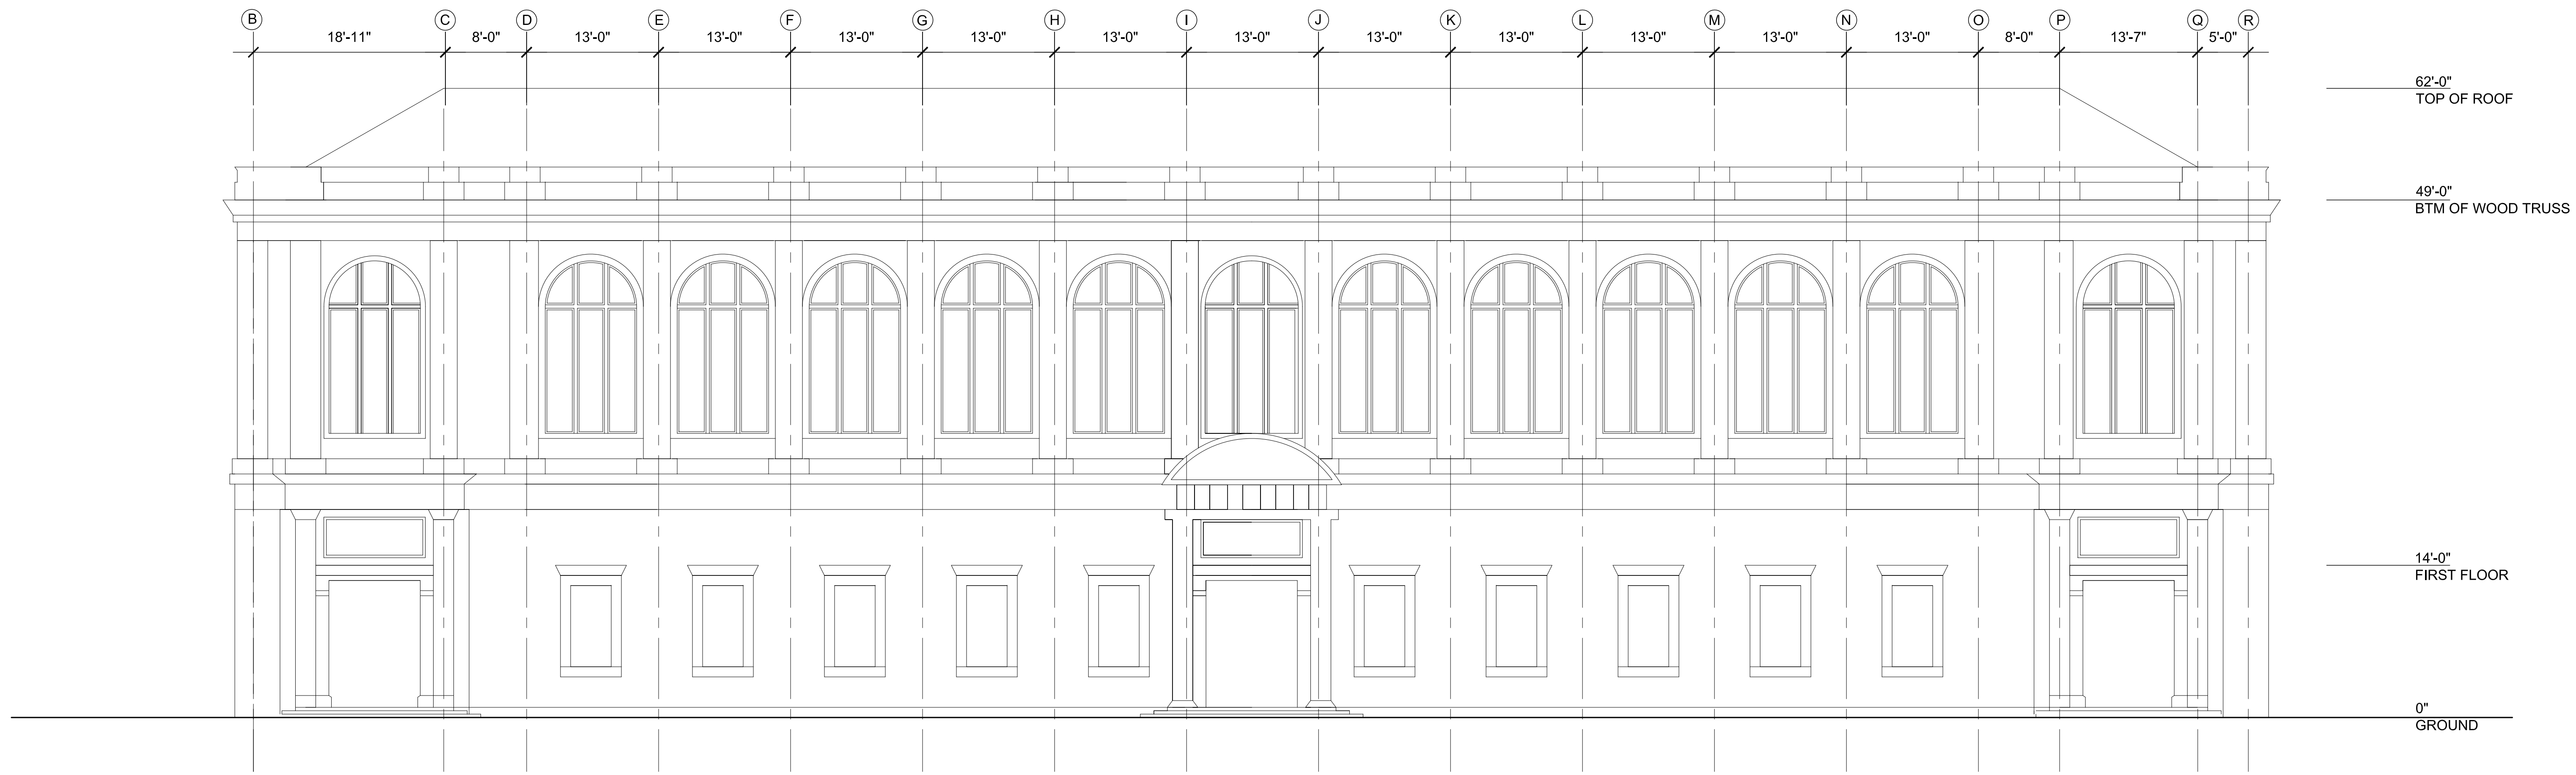 B C D E F G H I J K L M N O P Q R
18'-11" 8'-0" 13'-0" 13'-0" 13'-0" 13'-0" 13'-0" 13'-0" 13'-0" 13'-0" 13'-0" 13'-0" 13'-0" 8'-0" 13'-7" 5'-0"
62'-0"
TOP OF ROOF
49'-0"
BTM OF WOOD TRUSS
14'-0"
FIRST FLOOR
0"
GROUND